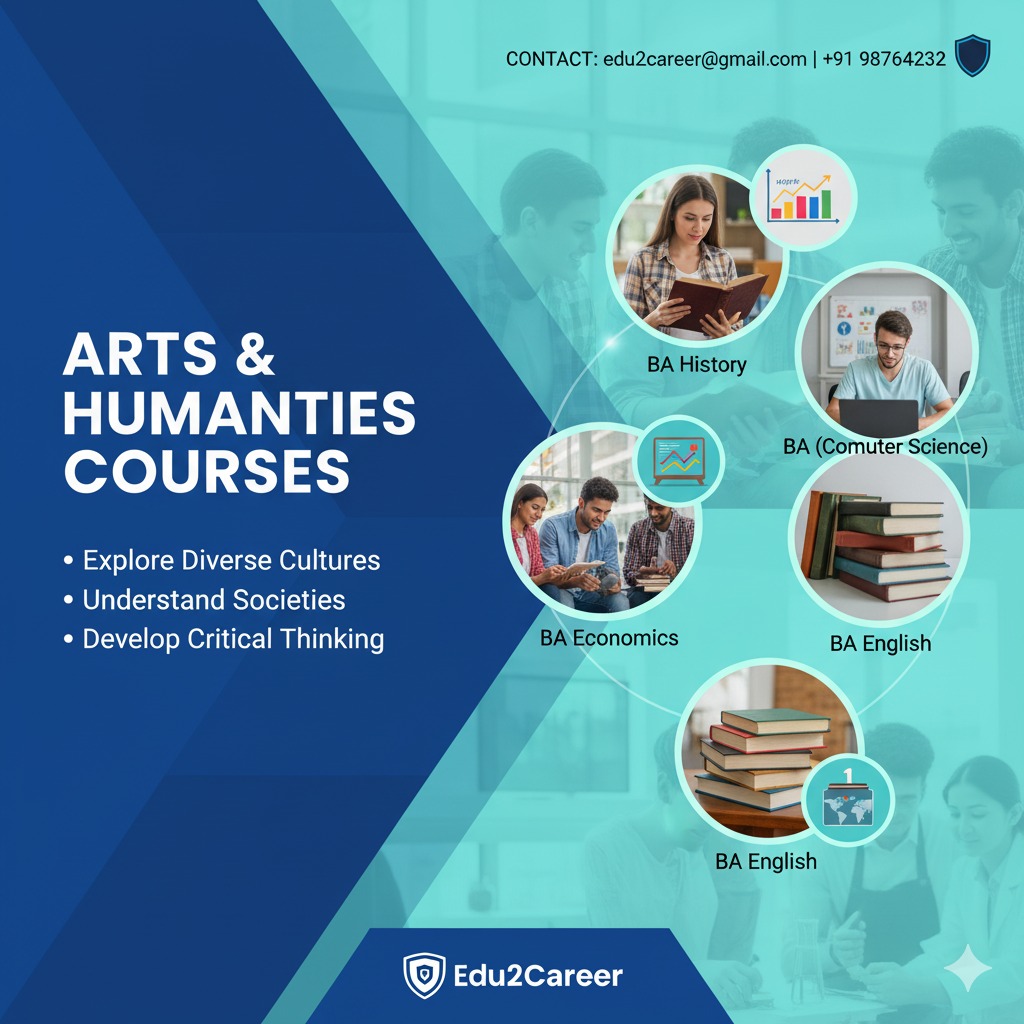 CONTACT: edu2career@gmail.com | +91 98764232
ARTS &
HUMANTIES
COURSES
• Explore Diverse Cultures
• Understand Societies
• Develop Critical Thinking
BA History
BA (Comuter Science)
BA Economics
BA English
1
BA English
Edu2Career